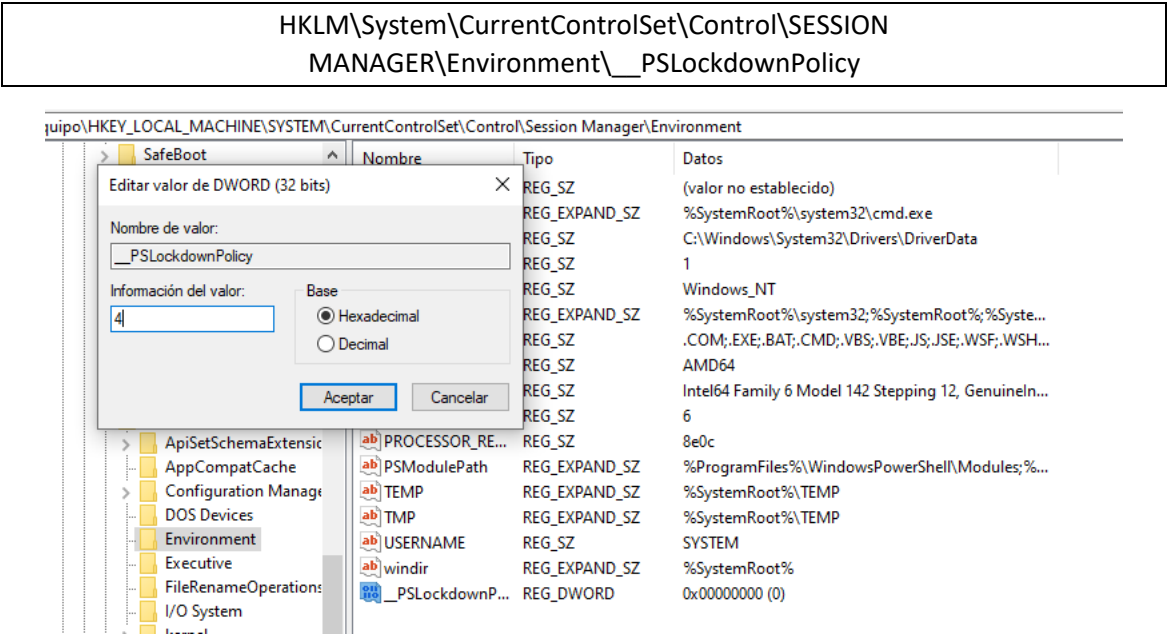 HKLM\System\CurrentControlSet\Control\SESSION
MANAGER\Environment\__PSLockdownPolicy
quipo\HKEY_LOCAL_MACHINE\SYSTEM\CurrentControlSet\Control\Session Manager\Environment
SafeBoot
Nombre Tipo Datos
Editar valor de DWORD (32 bits)
REG_SZ (valor no establecido)
REG_EXPAND_SZ %SystemRoot%\system32\cmd.exe
Nombre de valor:
REG_SZ C:\Windows\System32\Drivers\DriverData
__PSLockdownPolicy
REG_SZ 1
Información del valor: Base
REG_SZ Windows_NT
4
Hexadecimal
REG_EXPAND_SZ %SystemRoot%\system32;%SystemRoot%;%Syste...
Decimal
REG_SZ .COM;.EXE;.BAT;.CMD;.VBS;.VBE;.JS;.JSE;.WSF;.WSH...
REG_SZ AMD64
Aceptar Cancelar
REG_SZ Intel64 Family 6 Model 142 Stepping 12, GenuineIn...
REG_SZ 6
ApiSetSchemaExtensic PROCESSOR_RE... REG_SZ 8e0c
AppCompatCache PSModulePath REG_EXPAND_SZ %ProgramFiles%\WindowsPowerShell\Modules;%...
Configuration Manage TEMP REG_EXPAND_SZ %SystemRoot%\TEMP
DOS Devices TMP REG_EXPAND_SZ %SystemRoot%\TEMP
Environment USERNAME REG_SZ SYSTEM
Executive windir REG_EXPAND_SZ %SystemRoot%
FileRenameOperations __PSLockdownP... REG_DWORD 0x00000000 (0)
I/O System
kernel